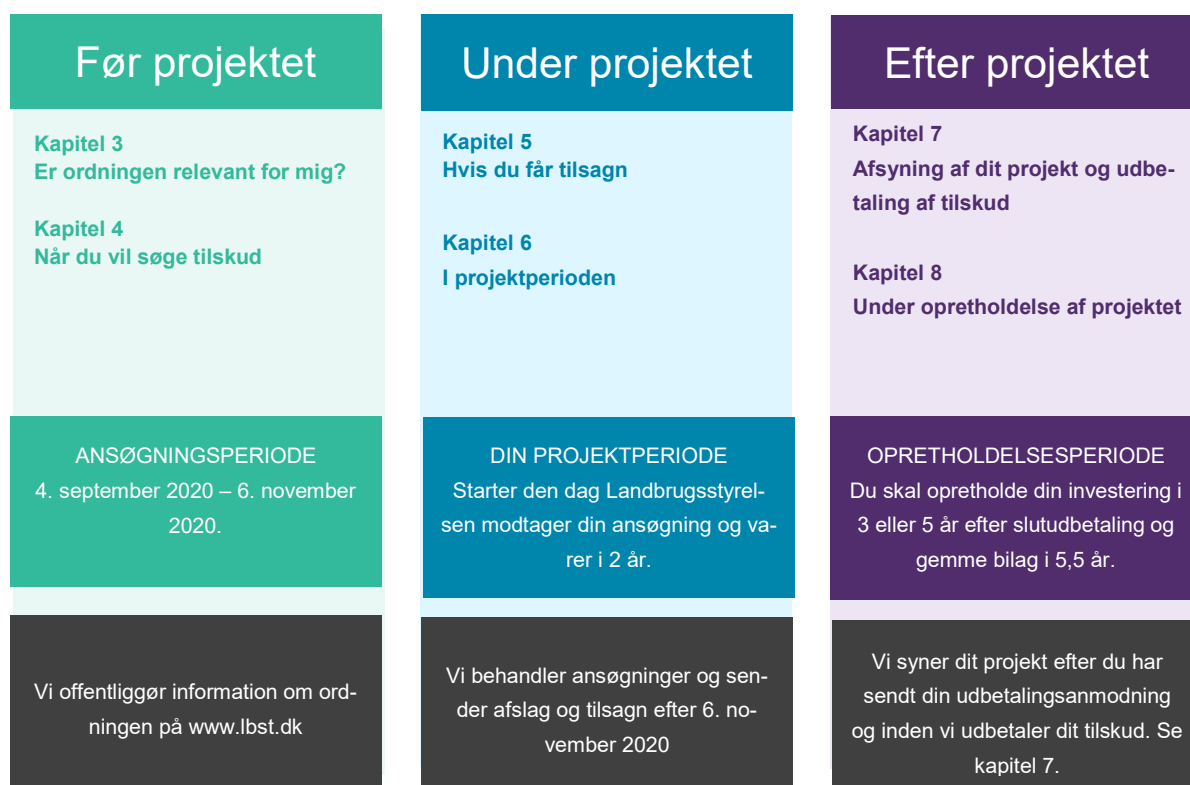 Før projektet
Kapitel 3
Er ordningen relevant for mig?
Kapitel 4
Når du vil søge tilskud
ANSØGNINGSPERIODE
4. september 2020 – 6. november
2020.
Vi offentliggør information om ord-
ningen på www.lbst.dk
Under projektet
Kapitel 5
Hvis du får tilsagn
Kapitel 6
I projektperioden
DIN PROJEKTPERIODE
Starter den dag Landbrugsstyrel-
sen modtager din ansøgning og va-
rer i 2 år.
Vi behandler ansøgninger og sen-
der afslag og tilsagn efter 6. no-
vember 2020
Efter projektet
Kapitel 7
Afsyning af dit projekt og udbe-
taling af tilskud
Kapitel 8
Under opretholdelse af projektet
OPRETHOLDELSESPERIODE
Du skal opretholde din investering i
3 eller 5 år efter slutudbetaling og
gemme bilag i 5,5 år.
Vi syner dit projekt efter du har
sendt din udbetalingsanmodning
og inden vi udbetaler dit tilskud. Se
kapitel 7.